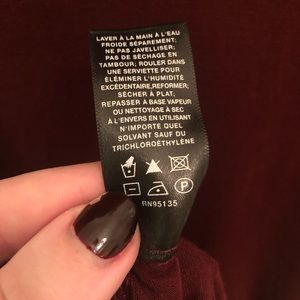 LAVER À LA MAIN À L'EAU
FROIDE SÉPARÉMENT;
NE PAS JAVELLISER;
PAS DE SÈCHAGE EN
TAMBOUR; ROULER DANS
UNE SERVIETTE POUR
ÉLIMINER L'HUMIDITÉ
EXCÉDENTAIRE,REFORMER;
SÉCHER À PLAT;
REPASSER À BASE VAPEUR
OU NETTOYAGE À SEC
À L'ENVERS EN UTILISANT
N'IMPORTE QUEL
SOLVANT SAUF DU
TRICHLOROÉTHYLÈNE
P
RN95135